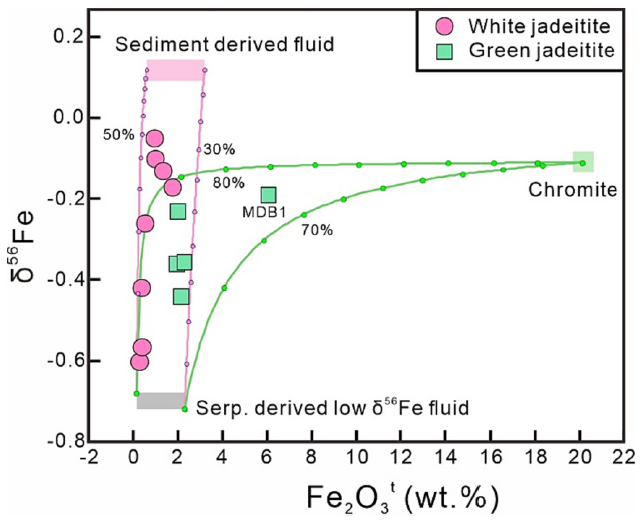 White jadeitite
Green jadeitite
Sediment derived fluid
0.2
0.0
-0.2
-0.4
-0.6
-0.8
δ⁵⁶Fe
50%
30%
80%
70%
MDB1
Chromite
Serp. derived low δ⁵⁶Fe fluid
-2 0 2 4 6 8 10 12 14 16 18 20 22
Fe₂O₃ᵗ (wt.%)